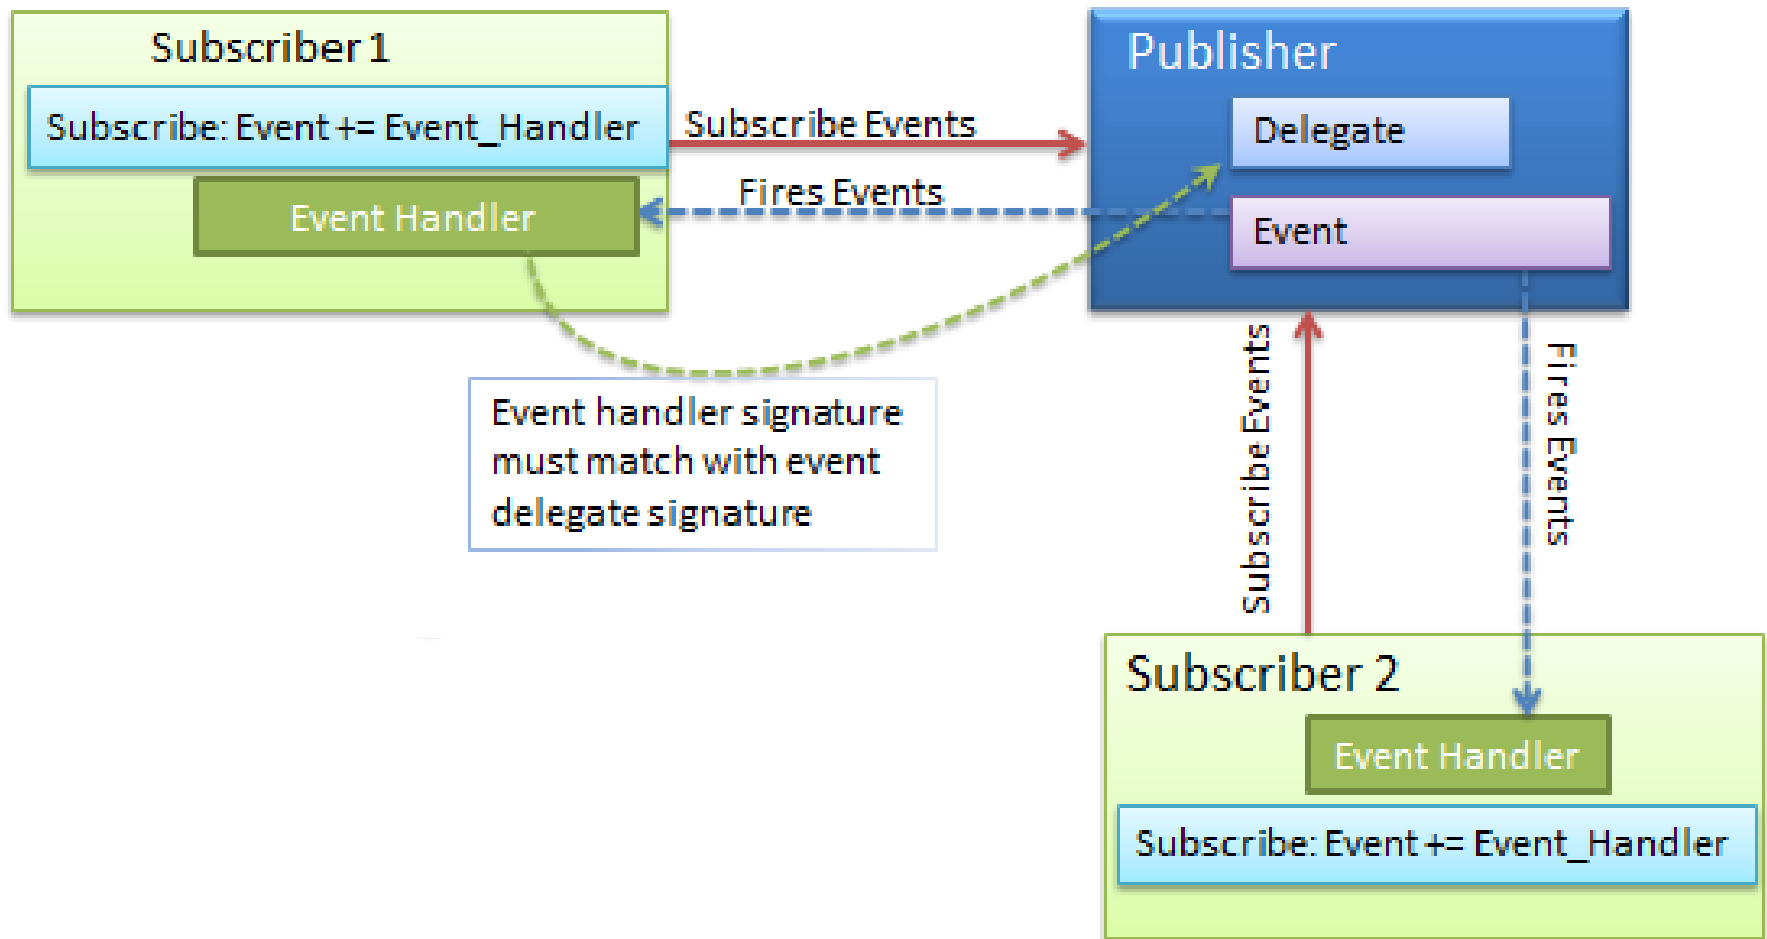 Subscriber 1
Subscribe: Event += Event_Handler
Event Handler
Subscribe Events
Fires Events
Publisher
Delegate
Event
Event handler signature
must match with event
delegate signature
Subscribe Events
Fires Events
Subscriber 2
Event Handler
Subscribe: Event += Event_Handler